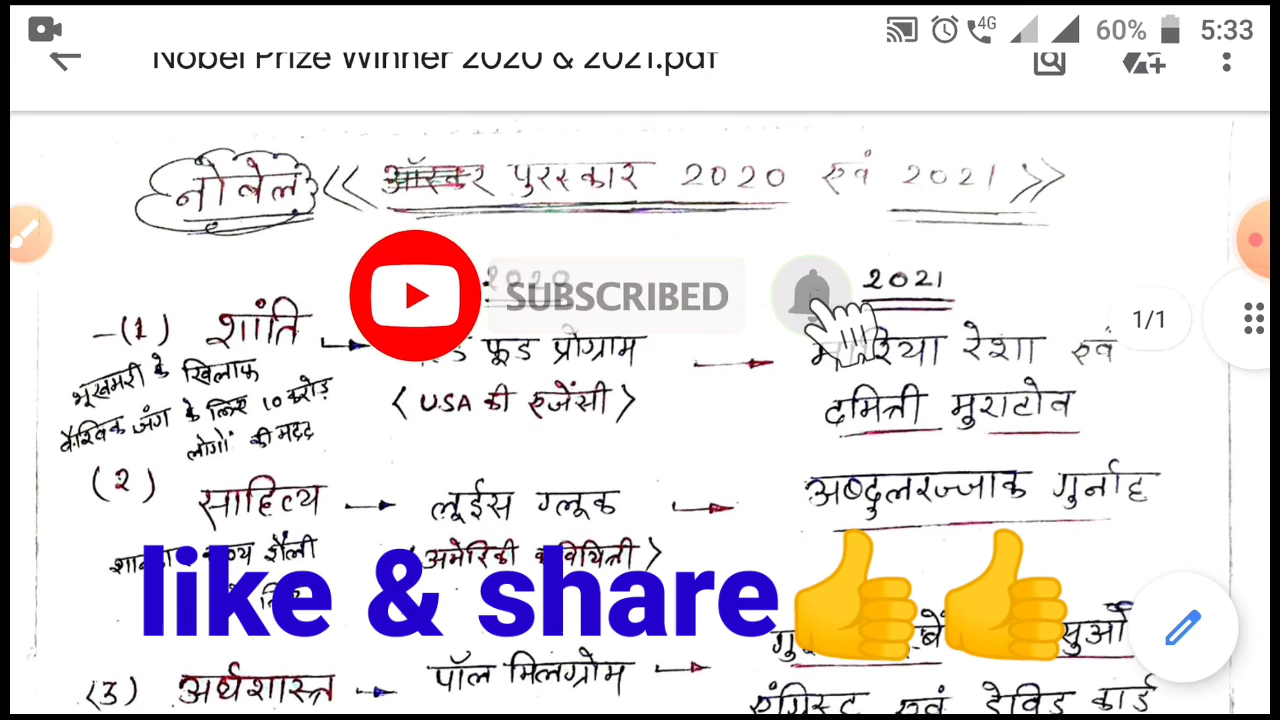 4G 60% 5:33
Nobel Prize Winner 2020 & 2021.pdf
नोबेल << ऑस्कर पुरस्कार 2020 एवं 2021 >>
2020 2021
SUBSCRIBED
1/1
(1) शांति फूड प्रोग्राम रेशा एवं
भूखमरी के खिलाफ
वैश्विक जंग के लिए 10 करोड़
लोगों की मदद
< USA की एजेंसी > दमित्री मुराटोव
(2) साहित्य लूईस ग्लूक अब्दुलरज्जाक गुर्नाह
शैली अमेरिकी >
like & share
(3) अर्थशास्त्र पॉल मिलग्रोम
एंग्रिस्ट एवं डेविड कार्ड